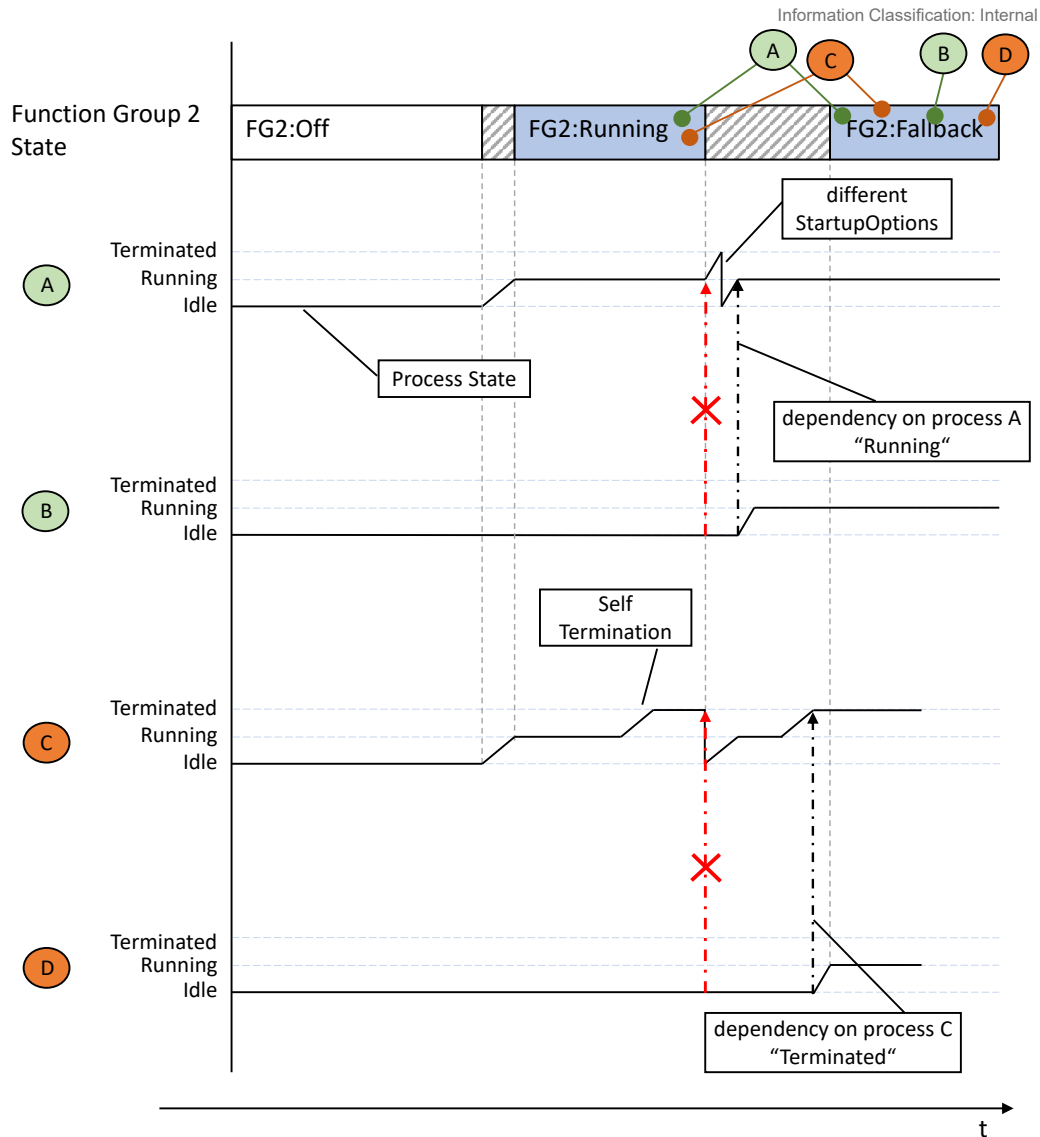 Information Classification: Internal
A
C
B
D
Function Group 2
State
FG2:Off
FG2:Running
FG2:Fallback
different
StartupOptions
Terminated
Running
Idle
A
Process State
dependency on process A
“Running“
Terminated
Running
Idle
B
Self
Termination
Terminated
Running
Idle
C
Terminated
Running
Idle
D
dependency on process C
“Terminated“
t